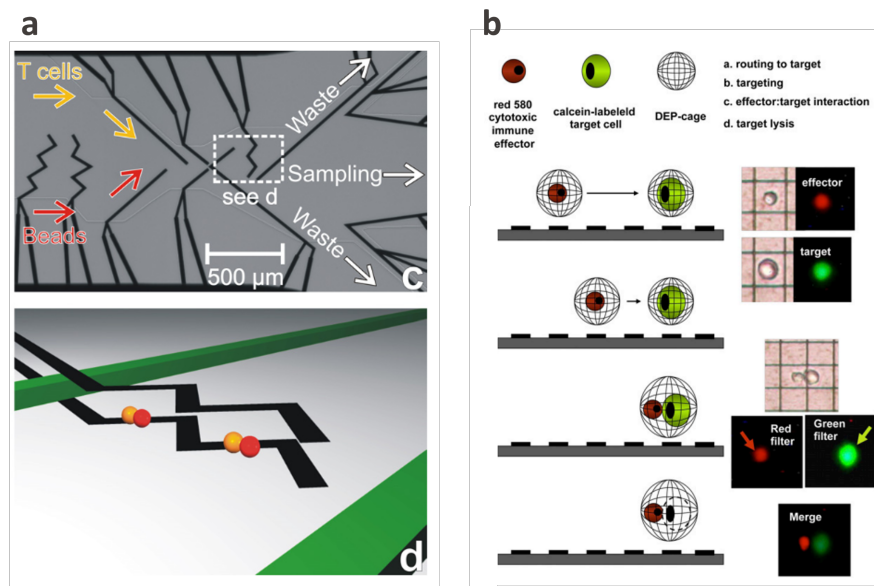 a
T cells
Beads
Waste
Sampling
see d
Waste
500 µm
c
d
b
red 580
cytotoxic
immune
effector
calcein-labeleld
target cell
DEP-cage
a. routing to target
b. targeting
c. effector:target interaction
d. target lysis
effector
target
Red
filter
Green
filter
Merge